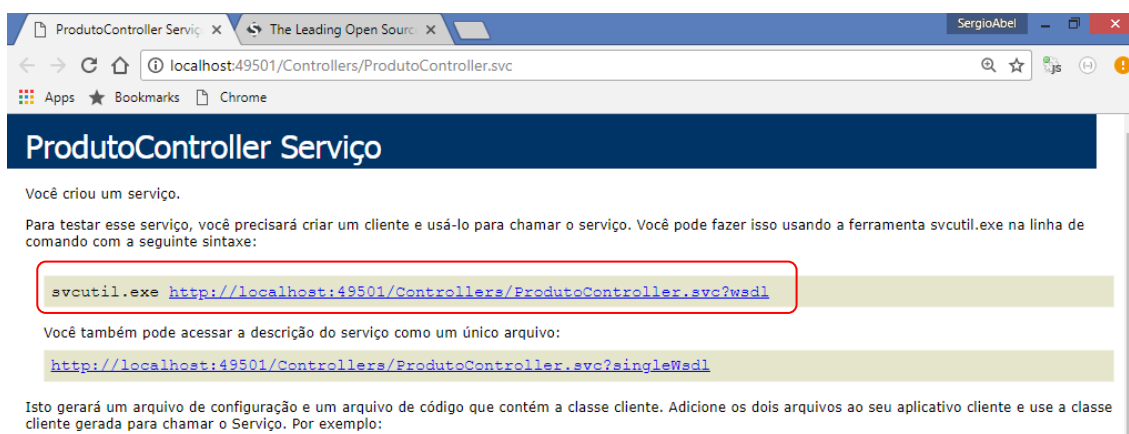 ProdutoController Serviç
The Leading Open Sourc
SergioAbel
localhost:49501/Controllers/ProdutoController.svc
js
Apps Bookmarks Chrome
ProdutoController Serviço
Você criou um serviço.
Para testar esse serviço, você precisará criar um cliente e usá-lo para chamar o serviço. Você pode fazer isso usando a ferramenta svcutil.exe na linha de
comando com a seguinte sintaxe:
svcutil.exe http://localhost:49501/Controllers/ProdutoController.svc?wsdl
Você também pode acessar a descrição do serviço como um único arquivo:
http://localhost:49501/Controllers/ProdutoController.svc?singleWsdl
Isto gerará um arquivo de configuração e um arquivo de código que contém a classe cliente. Adicione os dois arquivos ao seu aplicativo cliente e use a classe
cliente gerada para chamar o Serviço. Por exemplo: